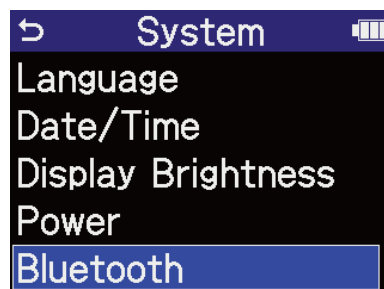 System
Language
Date/Time
Display Brightness
Power
Bluetooth